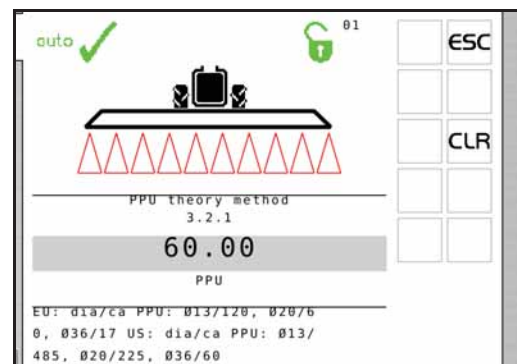 auto
01
ESC
CLR
PPU theory method
3.2.1
60.00
PPU
EU: dia/ca PPU: Ø13/120, Ø20/6
0, Ø36/17 US: dia/ca PPU: Ø13/
485, Ø20/225, Ø36/60